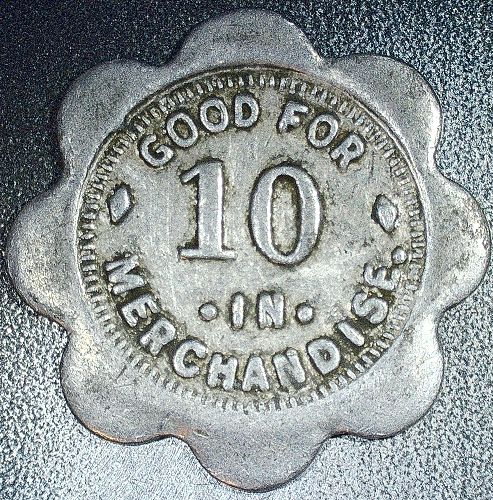 GOOD FOR
10
· IN ·
MERCHANDISE.